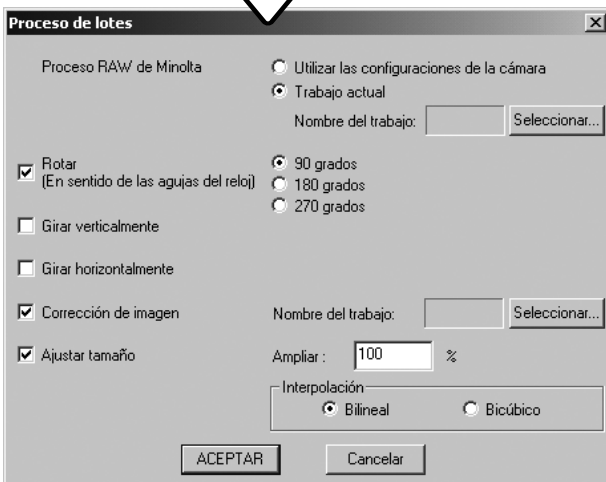 Proceso de lotes
Proceso RAW de Minolta
Utilizar las configuraciones de la cámara
Trabajo actual
Nombre del trabajo: Seleccionar...
Rotar
(En sentido de las agujas del reloj)
90 grados
180 grados
270 grados
Girar verticalmente
Girar horizontalmente
Corrección de imagen Nombre del trabajo: Seleccionar...
Ajustar tamaño Ampliar : 100 %
Interpolación
Bilineal Bicúbico
ACEPTAR Cancelar